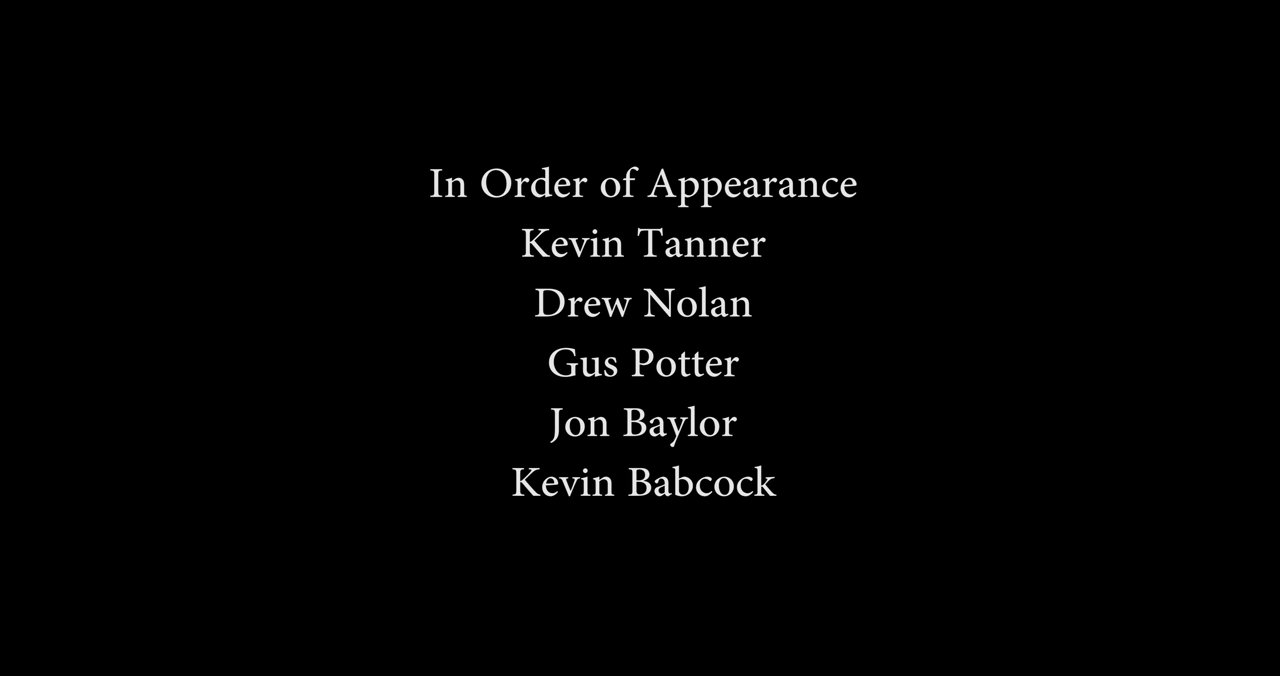 In Order of Appearance
Kevin Tanner
Drew Nolan
Gus Potter
Jon Baylor
Kevin Babcock